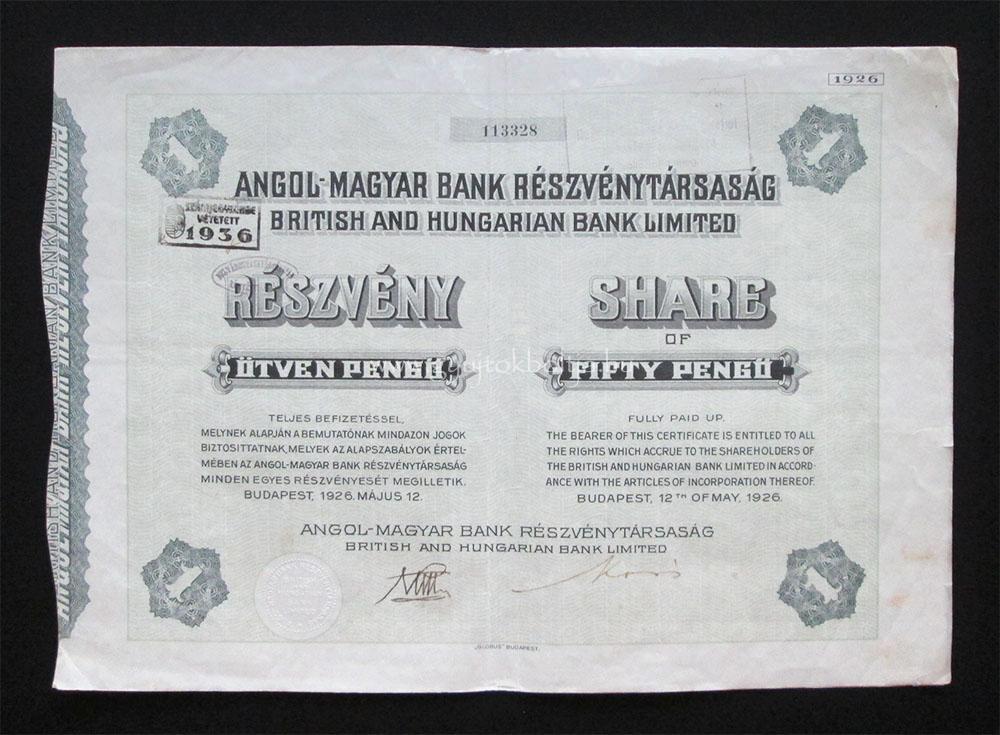 1926
113328
1
1
ANGOL-MAGYAR BANK RÉSZVÉNYTÁRSASÁG
BRITISH AND HUNGARIAN BANK LIMITED
VÉTETETT
1936
RÉSZVÉNY
ÖTVEN PENGŐ
TELJES BEFIZETÉSSEL,
MELYNEK ALAPJÁN A BEMUTATÓNAK MINDAZON JOGOK
BIZTOSITTATNAK, MELYEK AZ ALAPSZABÁLYOK ÉRTEL-
MÉBEN AZ ANGOL-MAGYAR BANK RÉSZVÉNYTÁRSASÁG
MINDEN EGYES RÉSZVÉNYESÉT MEGILLETIK.
BUDAPEST, 1926. MÁJUS 12.
SHARE
OF
FIFTY PENGŐ
FULLY PAID UP.
THE BEARER OF THIS CERTIFICATE IS ENTITLED TO ALL
THE RIGHTS WHICH ACCRUE TO THE SHAREHOLDERS OF
THE BRITISH AND HUNGARIAN BANK LIMITED IN ACCORD-
ANCE WITH THE ARTICLES OF INCORPORATION THEREOF.
BUDAPEST, 12TH OF MAY, 1926.
ANGOL-MAGYAR BANK RÉSZVÉNYTÁRSASÁG
BRITISH AND HUNGARIAN BANK LIMITED
1
1
„GLOBUS" BUDAPEST.